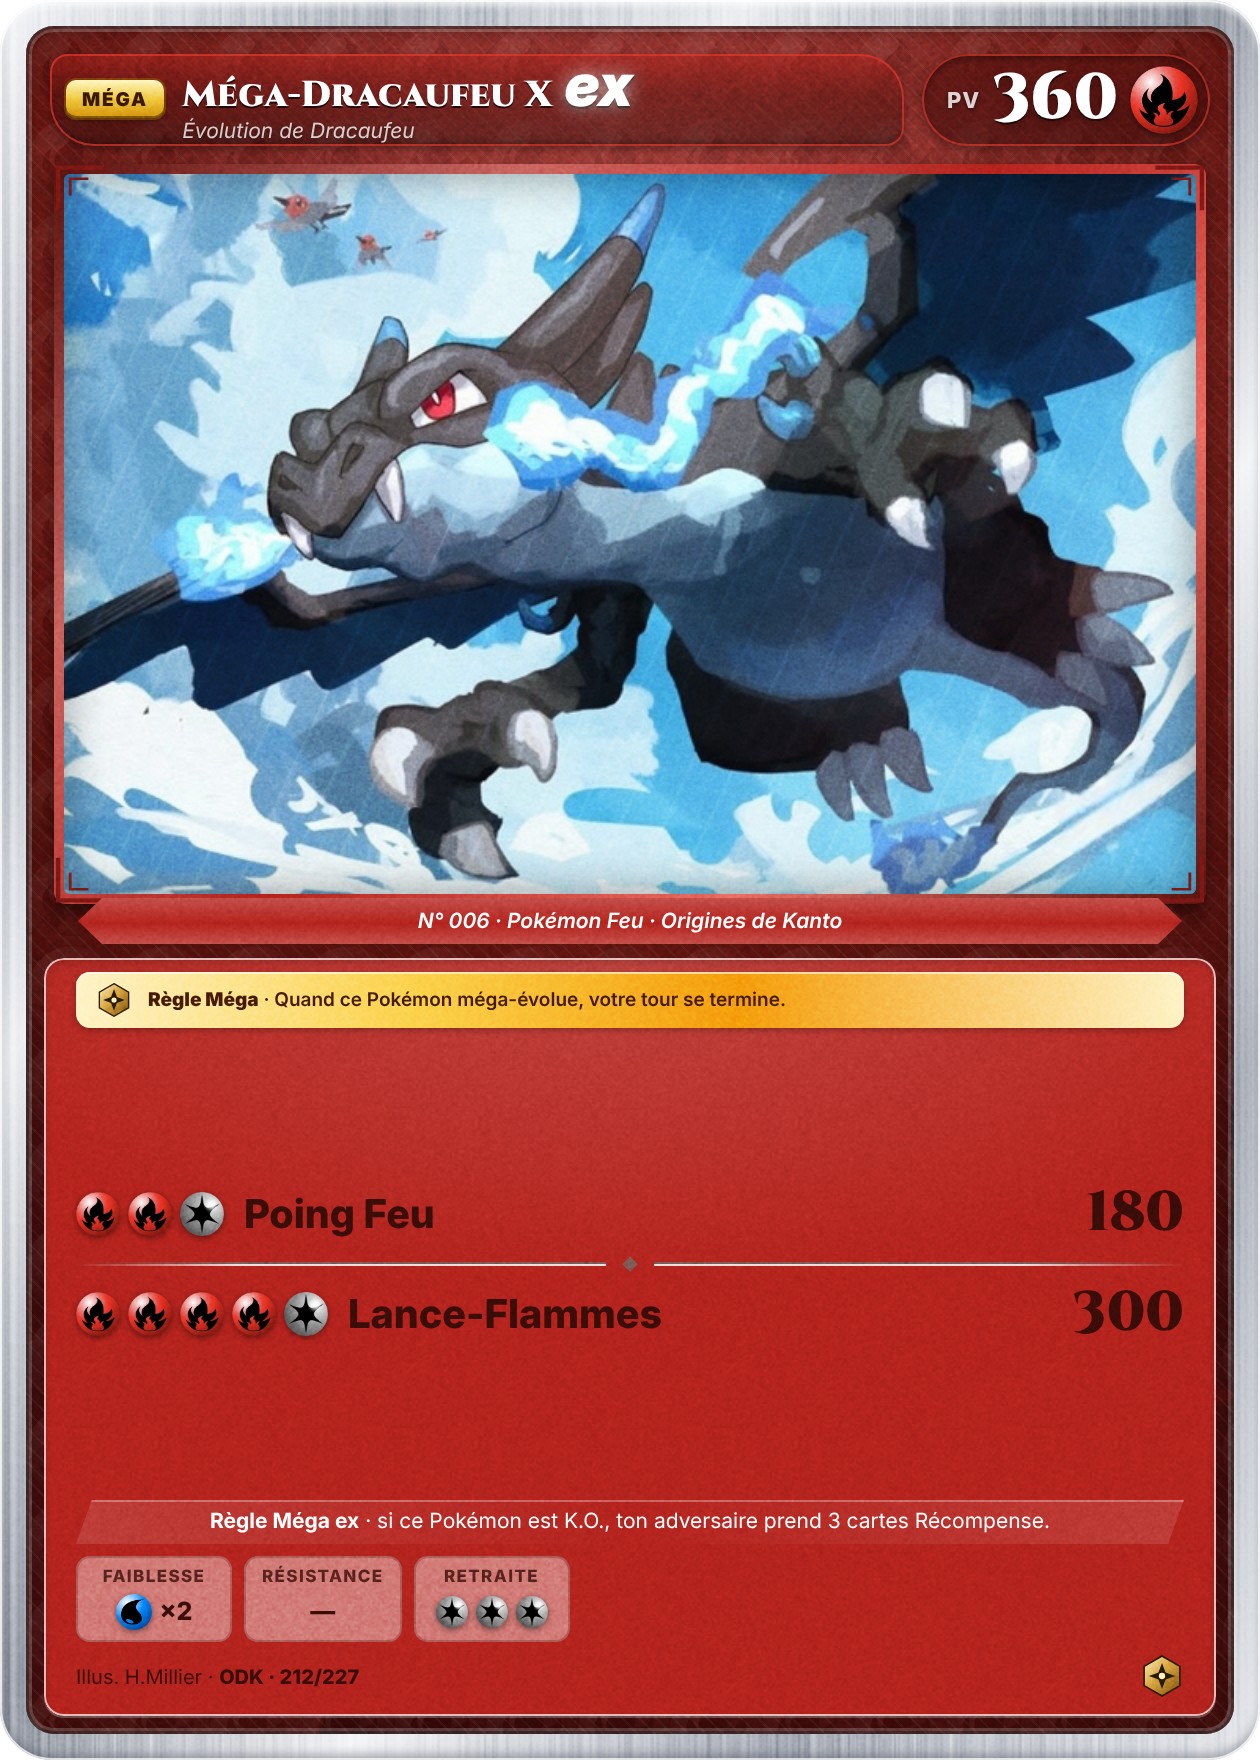 MÉGA
Méga-Dracaufeu X ex
Évolution de Dracaufeu
PV 360
N° 006 · Pokémon Feu · Origines de Kanto
Règle Méga · Quand ce Pokémon méga-évolue, votre tour se termine.
Poing Feu 180
Lance-Flammes 300
Règle Méga ex · si ce Pokémon est K.O., ton adversaire prend 3 cartes Récompense.
FAIBLESSE RÉSISTANCE RETRAITE
×2 —
Illus. H.Millier · ODK · 212/227